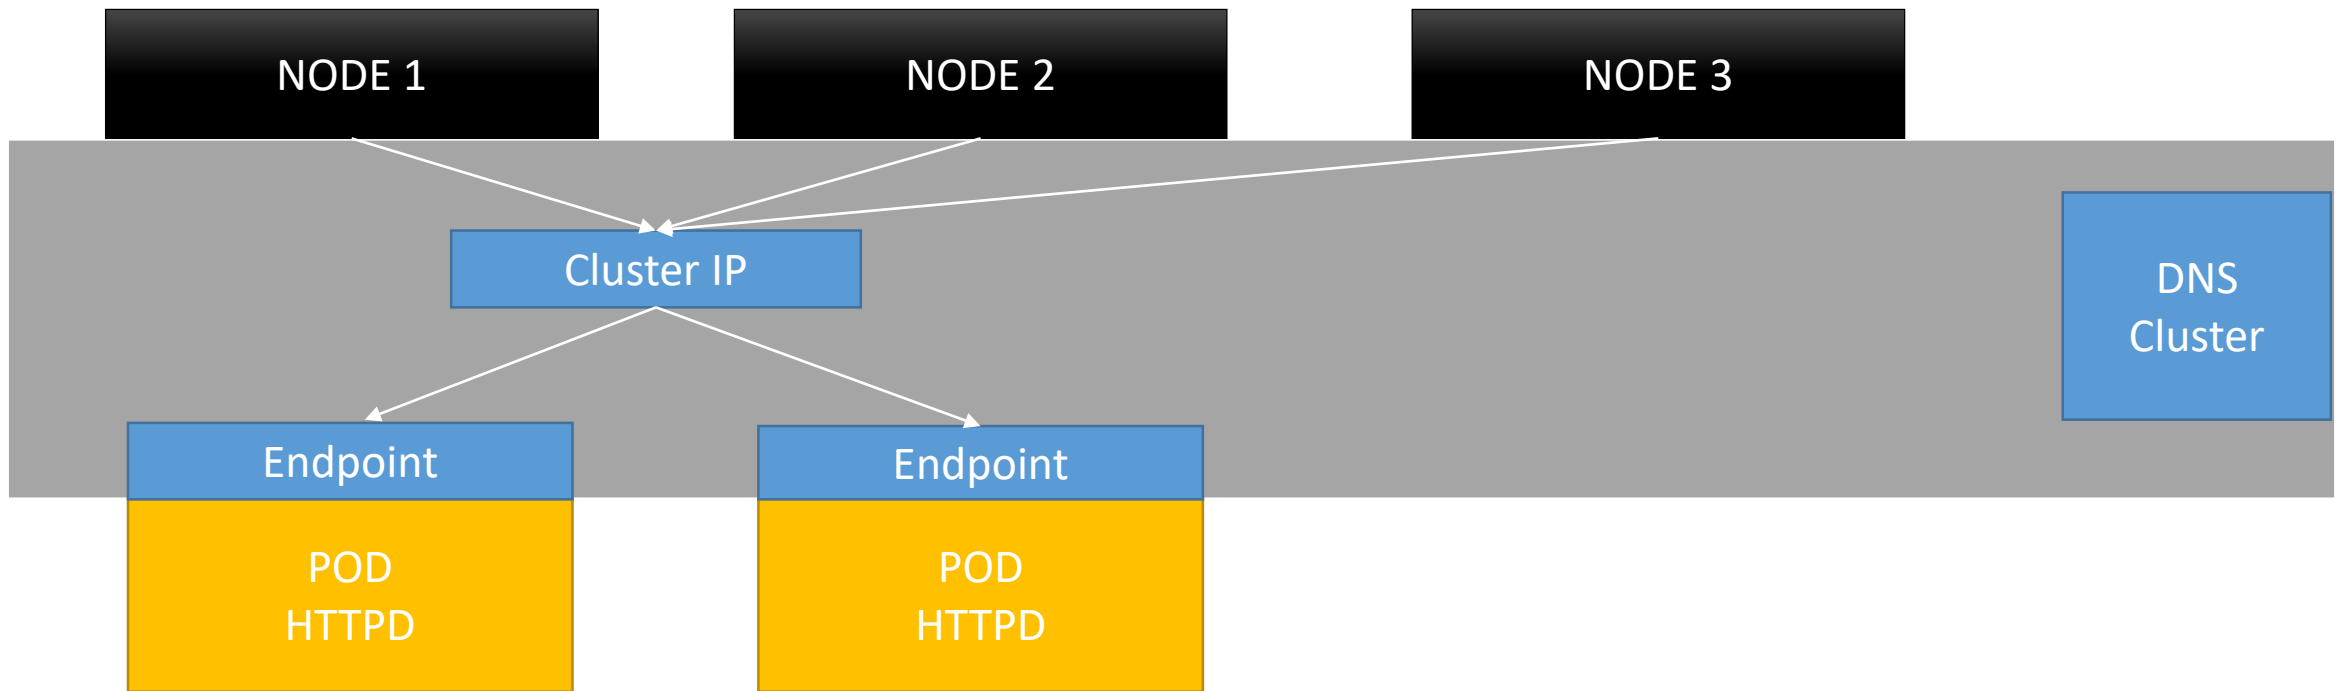 NODE 1
NODE 2
NODE 3
Cluster IP
DNS
Cluster
Endpoint
Endpoint
POD
HTTPD
POD
HTTPD